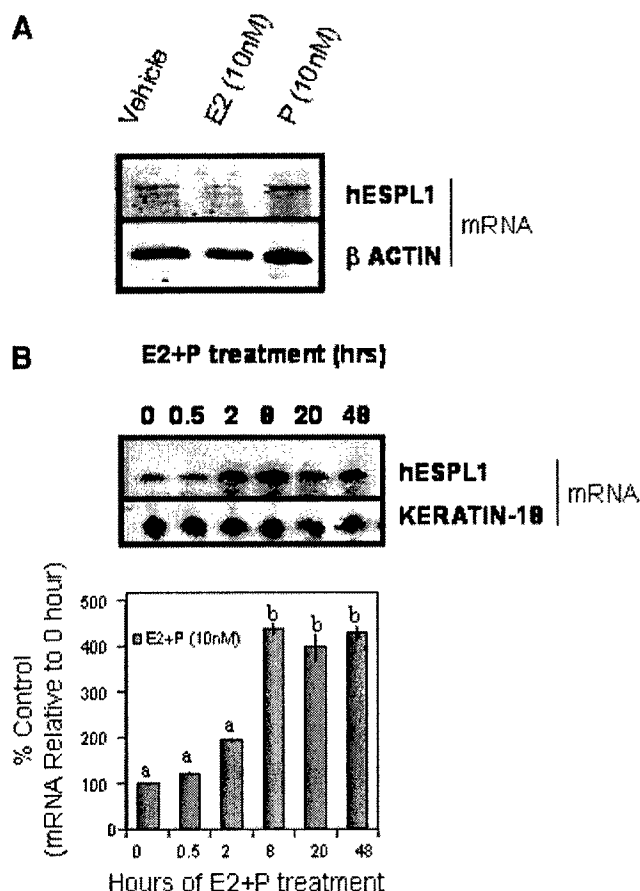 A
Vehicle
E2 (10nM)
P (10nM)
hESPL1
β ACTIN
mRNA
B
E2+P treatment (hrs)
0 0.5 2 8 20 48
hESPL1
KERATIN-18
mRNA
% Control
(mRNA Relative to 0 hour)
500
400
300
200
100
0
E2+P (10nM)
a a a b b b
0 0.5 2 8 20 48
Hours of E2+P treatment